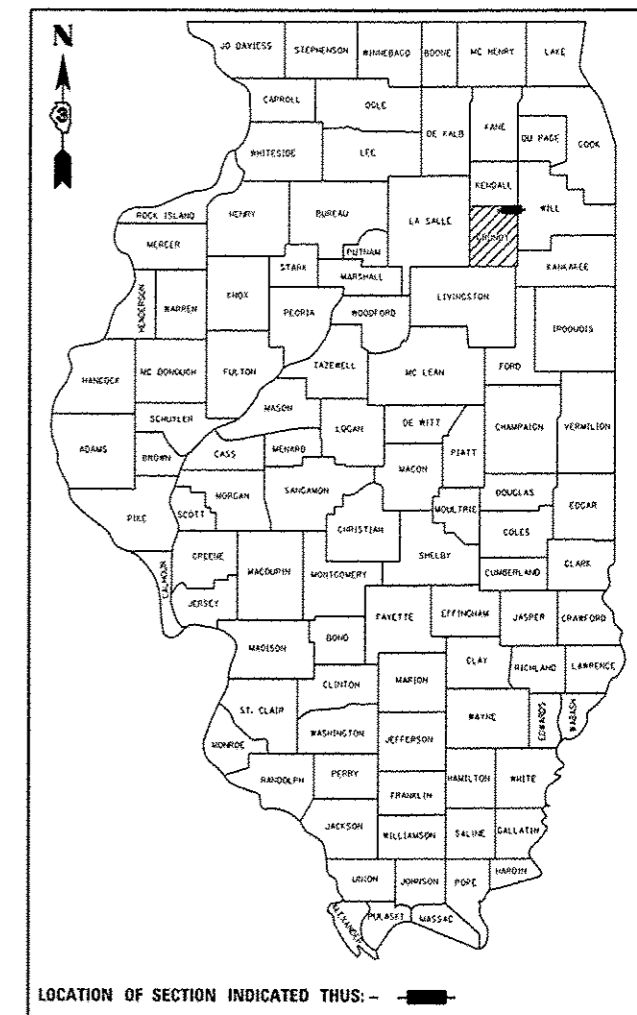 N
JO DAVIESS STEPHENSON WINNEBAGO BOONE MC HENRY LAKE
CARROLL OGLE DE KALB KANE DU PAGE COOK
WHITESIDE LEE KENDALL WILL
ROCK ISLAND HENRY BUREAU LA SALLE GRUNDY
MERCER PUTNAM KANKAKEE
STARK MARSHALL
HENDERSON WARREN KNOX PEORIA WOODFORD LIVINGSTON IROQUOIS
HANCOCK MC DONOUGH FULTON TAZEWELL MC LEAN FORD
MASON
SCHUYLER LOGAN DE WITT CHAMPAIGN VERMILION
ADAMS BROWN CASS MENARD MACON PIATT
PIKE SCOTT MORGAN SANGAMON MOULTRIE DOUGLAS EDGAR
CHRISTIAN COLES
CALHOUN GREENE MACOUPIN MONTGOMERY SHELBY CUMBERLAND CLARK
JERSEY
FAYETTE EFFINGHAM JASPER CRAWFORD
MADISON BOND CLAY RICHLAND LAWRENCE
CLINTON MARION
ST. CLAIR WAYNE EDWARDS WABASH
MONROE WASHINGTON JEFFERSON
RANDOLPH PERRY HAMILTON WHITE
FRANKLIN
JACKSON WILLIAMSON SALINE GALLATIN
UNION JOHNSON POPE HARDIN
ALEXANDER PULASKI MASSAC
LOCATION OF SECTION INDICATED THUS: -